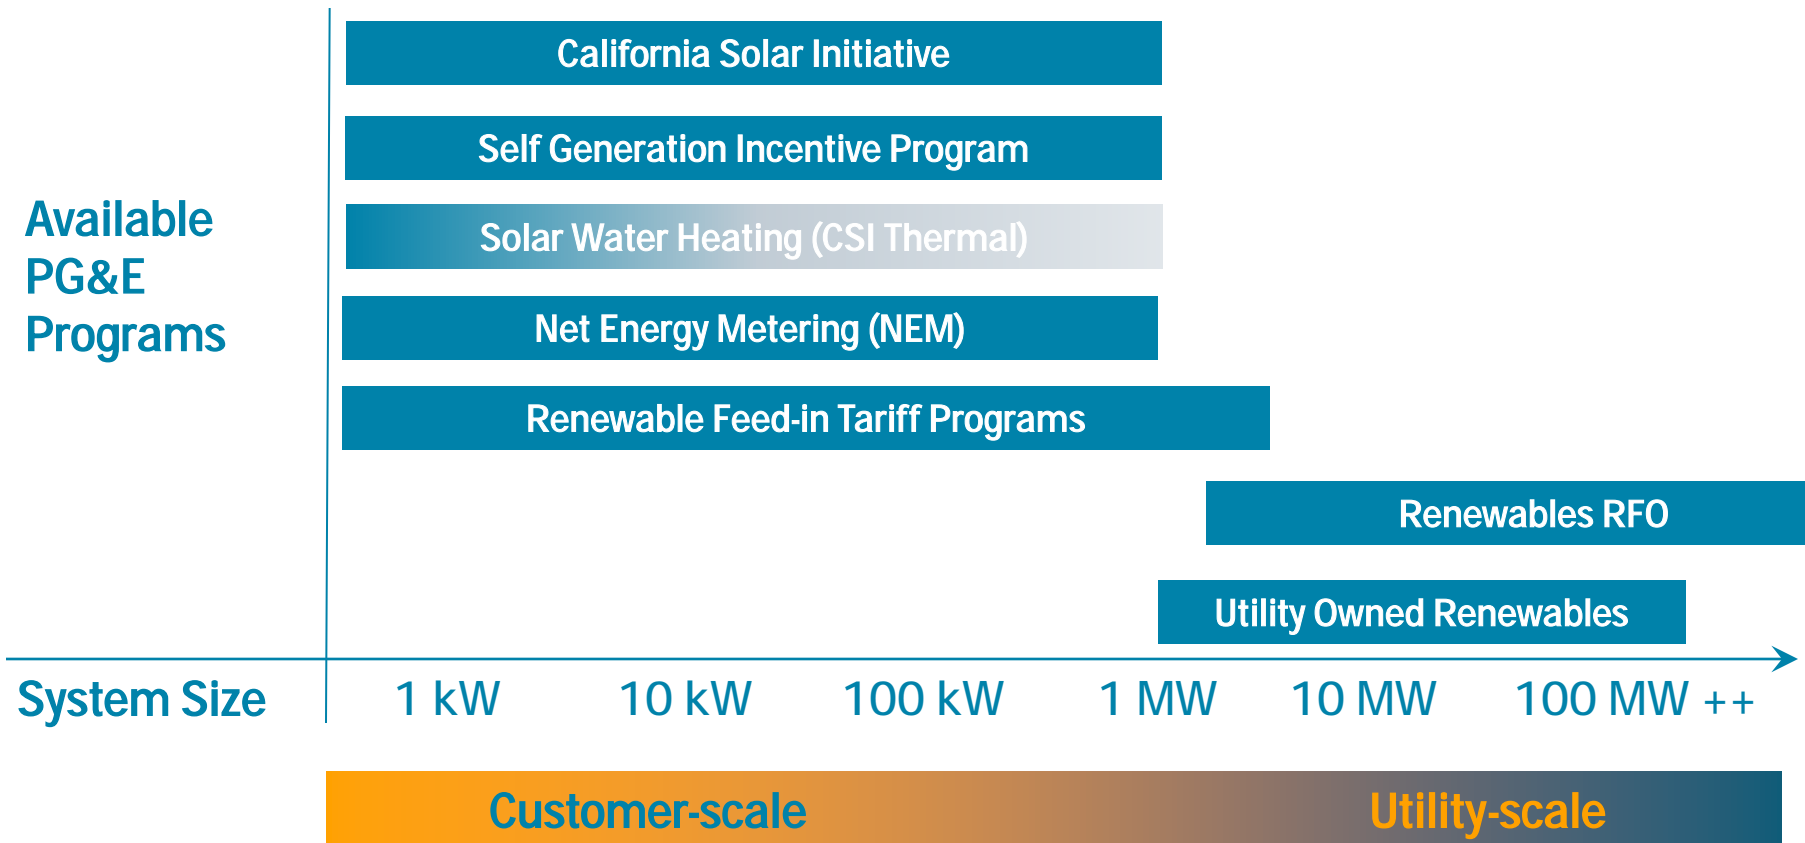 California Solar Initiative
Self Generation Incentive Program
Solar Water Heating (CSI Thermal)
Net Energy Metering (NEM)
Renewable Feed-in Tariff Programs
Renewables RFO
Utility Owned Renewables
Available
PG&E
Programs
System Size
1 kW 10 kW 100 kW 1 MW 10 MW 100 MW ++
Customer-scale Utility-scale